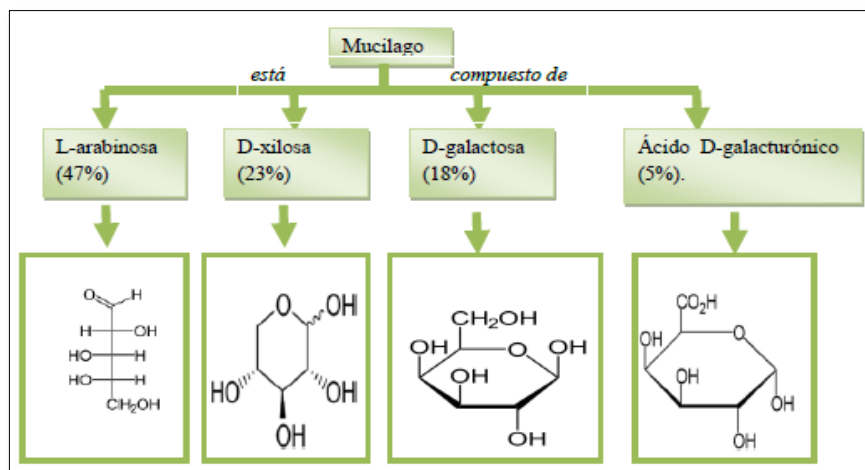 Mucilago
está compuesto de
L-arabinosa
(47%)
D-xilosa
(23%)
D-galactosa
(18%)
Ácido D-galacturónico
(5%).
O H
H OH
HO H
HO H
CH₂OH
O OH
HO OH
OH
CH₂OH
OH O OH
OH
OH
CO₂H
OH O
OH
OH
OH